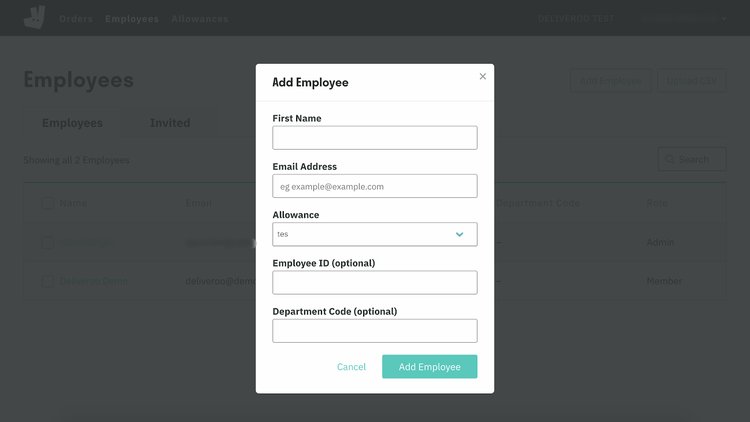 Orders Employees Allowances DELIVEROO TEST
Employees
Add Employee Upload CSV
Employees Invited
Showing all 2 Employees
Search
Name Email Department Code Role
– Admin
Deliveroo Demo deliveroo@demo – Member
Add Employee
First Name
Email Address
eg example@example.com
Allowance
tes
Employee ID (optional)
Department Code (optional)
Cancel Add Employee